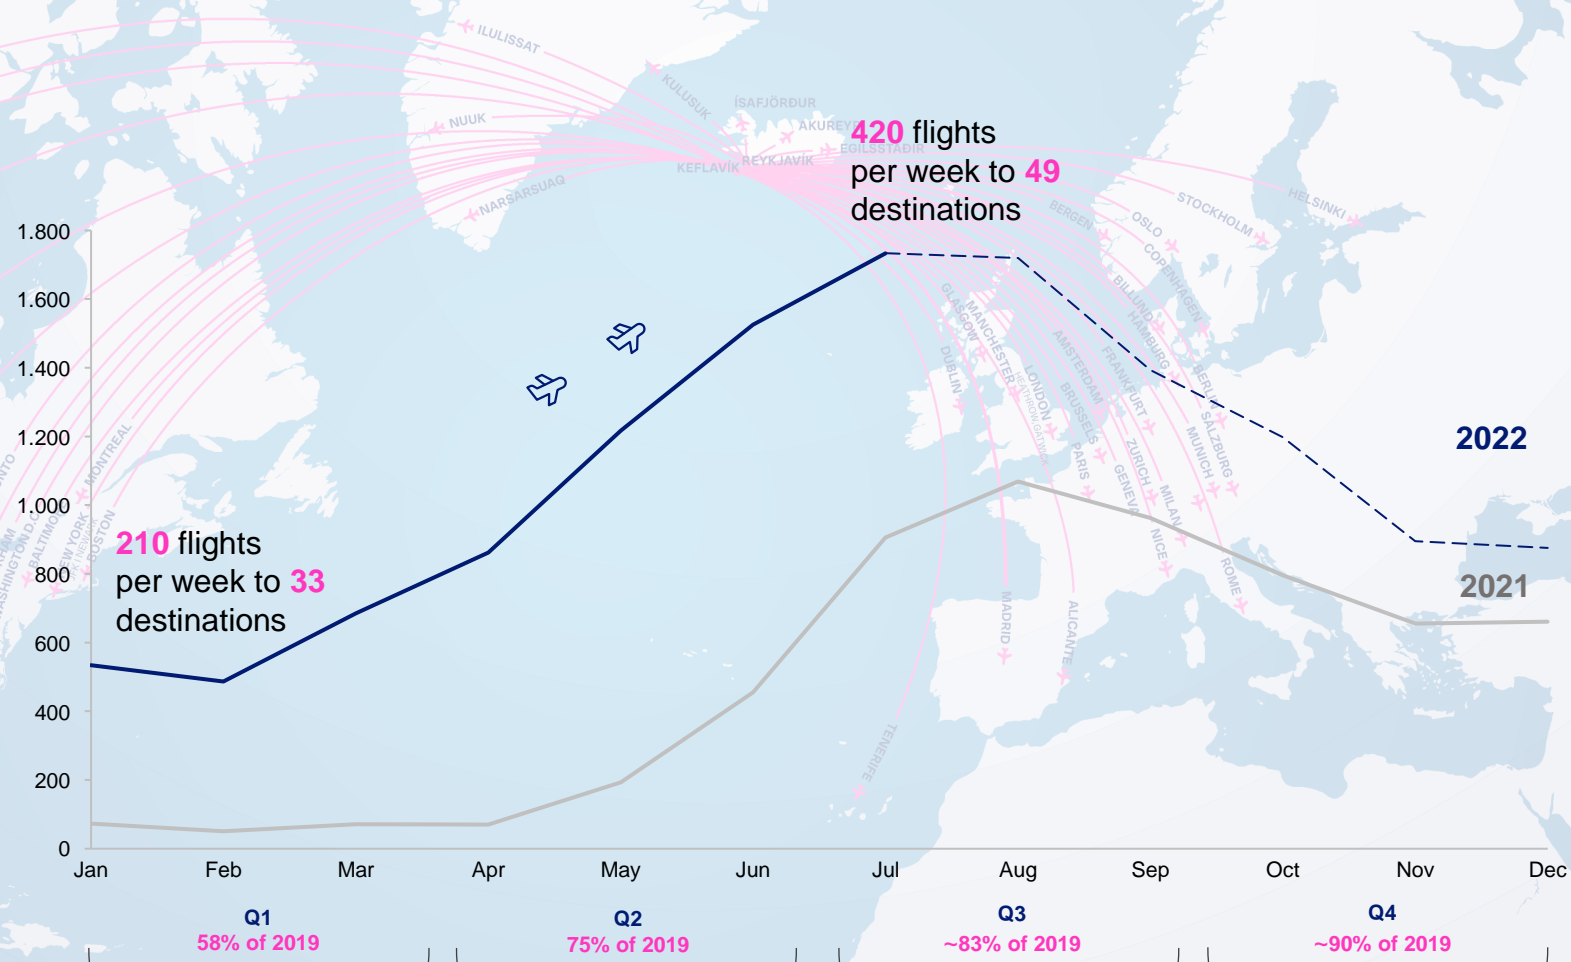 ILULISSAT
KULUSUK
ÍSAFJÖRÐUR
NUUK
KEFLAVÍK
REYKJAVÍK
EGILSSTAÐIR
NARSARSUAQ
420 flights
per week to 49
destinations
BERGEN
OSLO
STOCKHOLM
HELSINKI
COPENHAGEN
BILLUND
HAMBURG
GLASGOW
MANCHESTER
DUBLIN
LONDON
HEATHROW, GATWICK
AMSTERDAM
BRUSSELS
FRANKFURT
BERLIN
SALZBURG
MUNICH
PARIS
ZURICH
GENEVA
MILAN
NICE
ROME
MADRID
ALICANTE
TENERIFE
MONTREAL
BOSTON
1.800
1.600
1.400
1.200
1.000
800
600
400
200
0
210 flights
per week to 33
destinations
2022
2021
Jan Feb Mar Apr May Jun Jul Aug Sep Oct Nov Dec
Q1 Q2 Q3 Q4
58% of 2019 75% of 2019 ~83% of 2019 ~90% of 2019